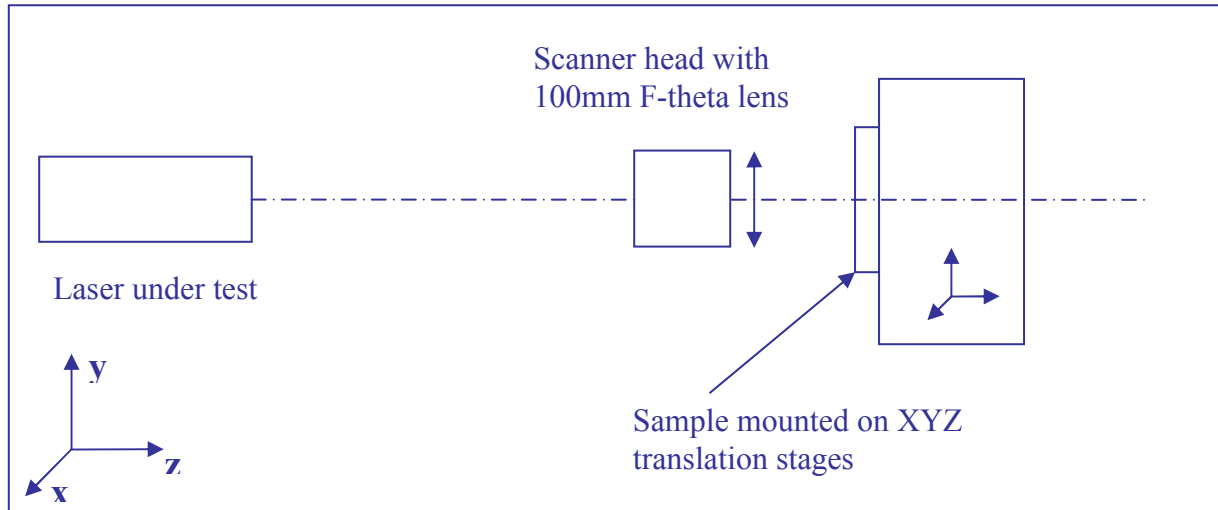 Scanner head with
100mm F-theta lens
Laser under test
y
z
x
Sample mounted on XYZ
translation stages